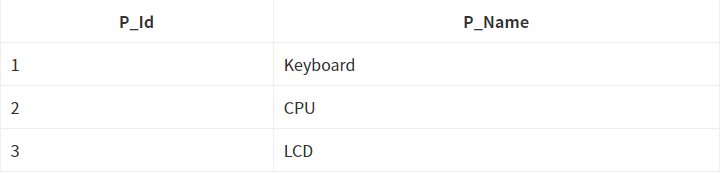 P_Id P_Name
1 Keyboard
2 CPU
3 LCD